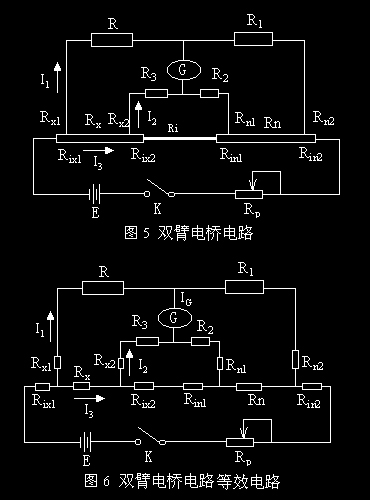 R R1
G
R3 R2
I1 I2
Rx1 Rx Rx2 Ri Rn1 Rn Rn2
Rix1 I3 Rix2 Rin1 Rin2
E K Rp
图 5 双臂电桥电路
R R1
IG
I1 G
R3 R2
Rx1 Rx2 I2 Rn1 Rn2
Rx
Rix1 I3 Rix2 Rin1 Rn Rin2
E K Rp
图 6 双臂电桥电路等效电路